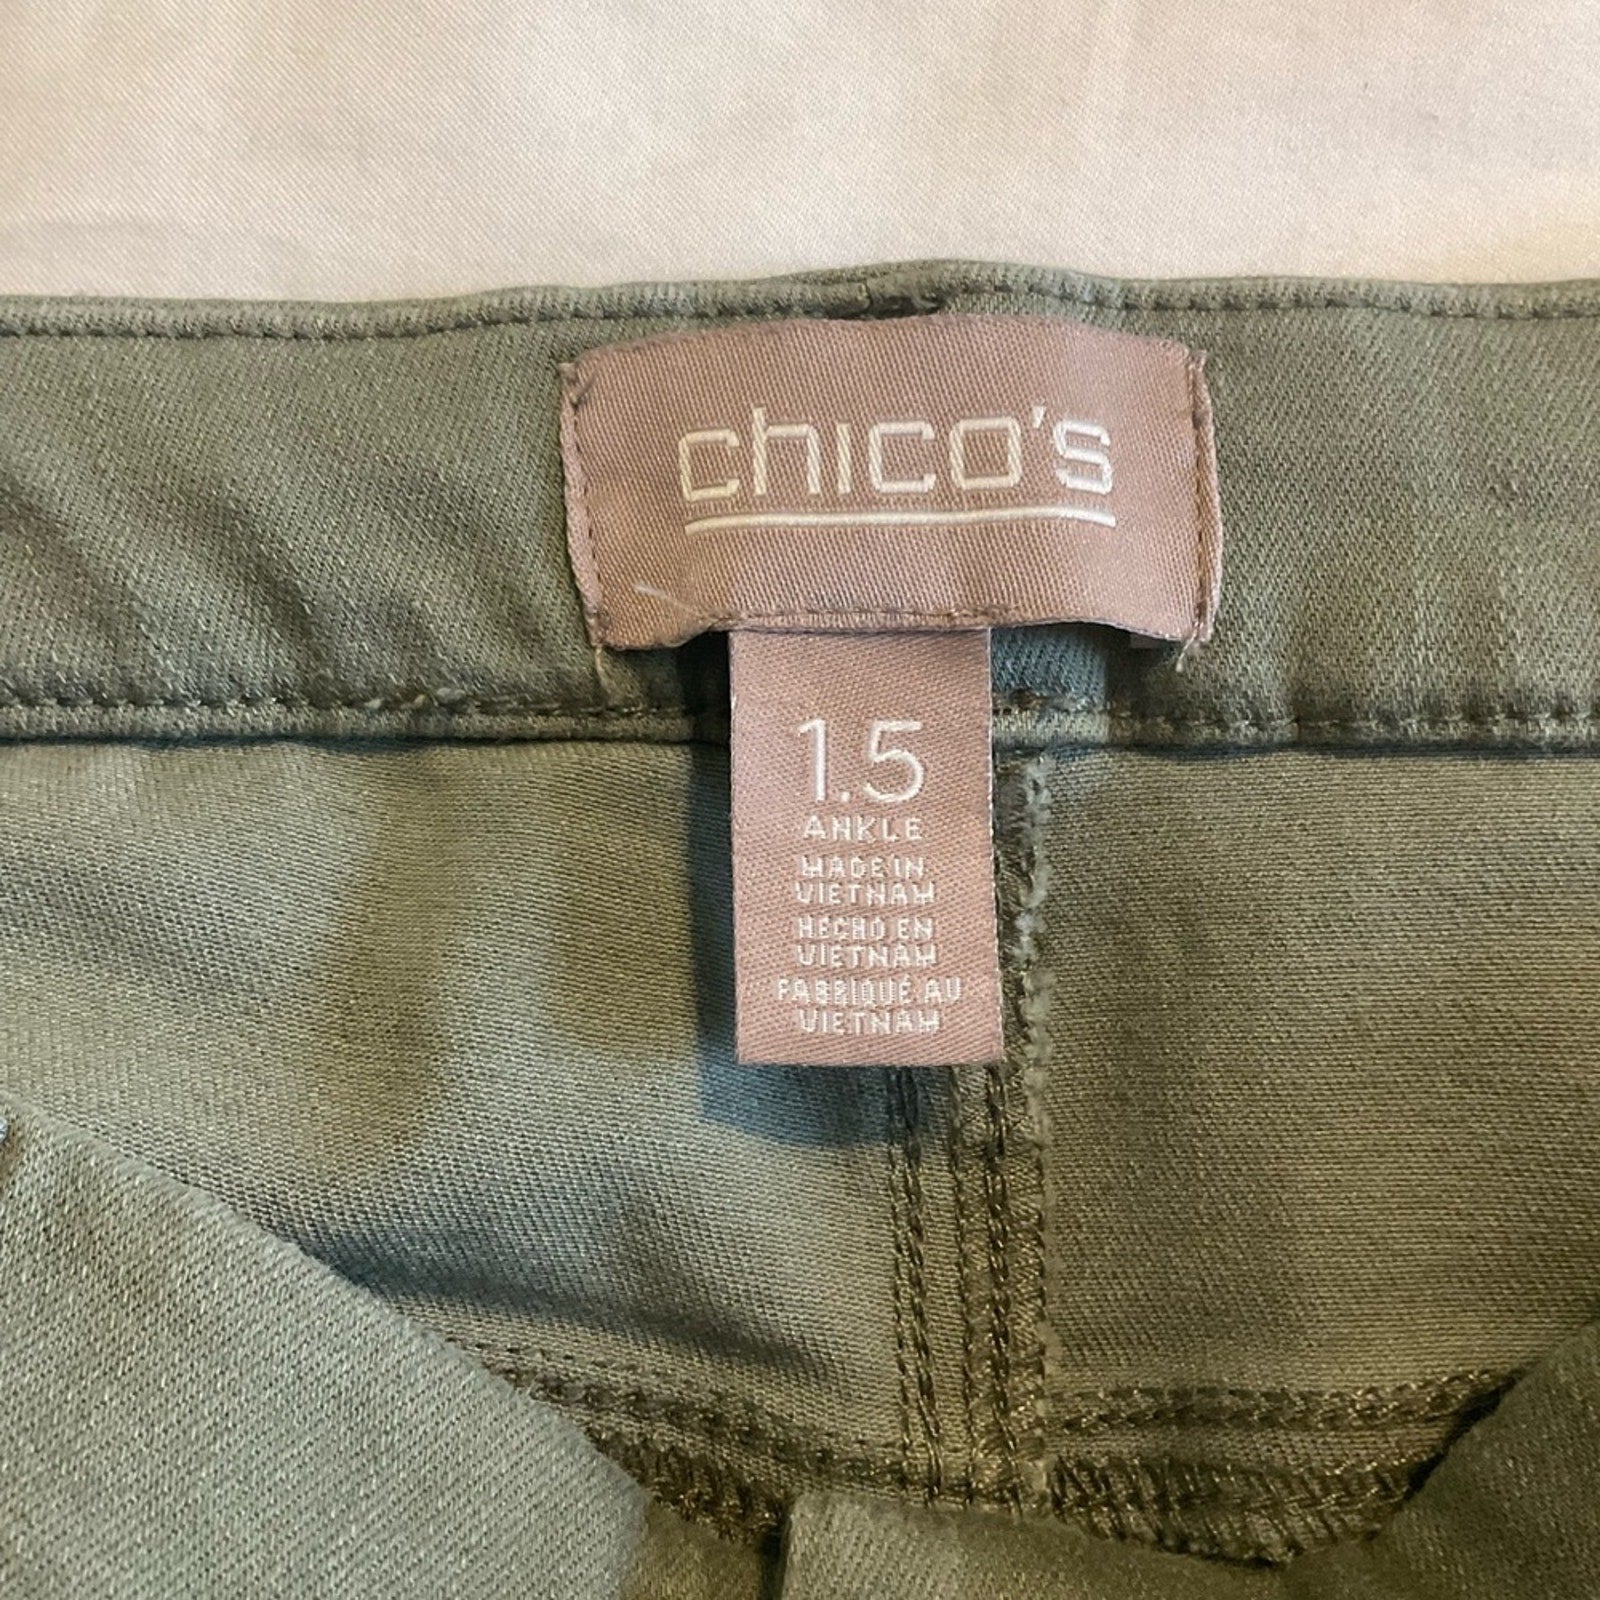 chico's
1.5
ANKLE
MADE IN
VIETNAM
HECHO EN
VIETNAM
FABRIQUÉ AU
VIETNAM